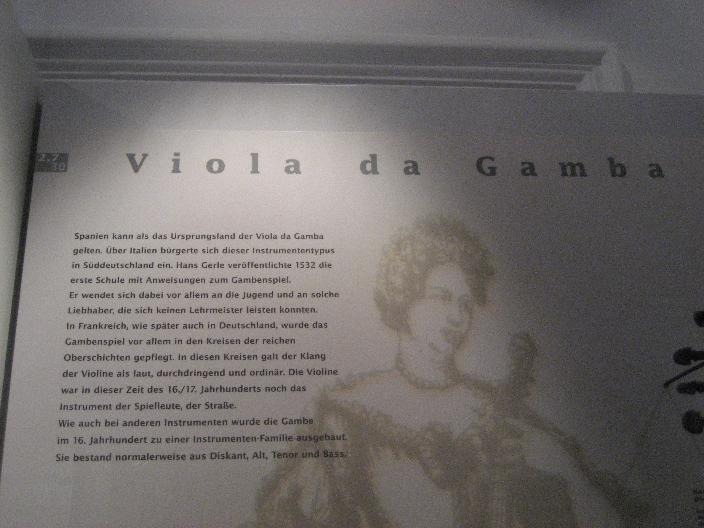 2.7
30
Viola da Gamba
Spanien kann als das Ursprungsland der Viola da Gamba
gelten. Über Italien bürgerte sich dieser Instrumententypus
in Süddeutschland ein. Hans Gerle veröffentlichte 1532 die
erste Schule mit Anweisungen zum Gambenspiel.
Er wendet sich dabei vor allem an die Jugend und an solche
Liebhaber, die sich keinen Lehrmeister leisten konnten.
In Frankreich, wie später auch in Deutschland, wurde das
Gambenspiel vor allem in den Kreisen der reichen
Oberschichten gepflegt. In diesen Kreisen galt der Klang
der Violine als laut, durchdringend und ordinär. Die Violine
war in dieser Zeit des 16./17. Jahrhunderts noch das
Instrument der Spielleute, der Straße.
Wie auch bei anderen Instrumenten wurde die Gambe
im 16. Jahrhundert zu einer Instrumenten-Familie ausgebaut.
Sie bestand normalerweise aus Diskant, Alt, Tenor und Bass.